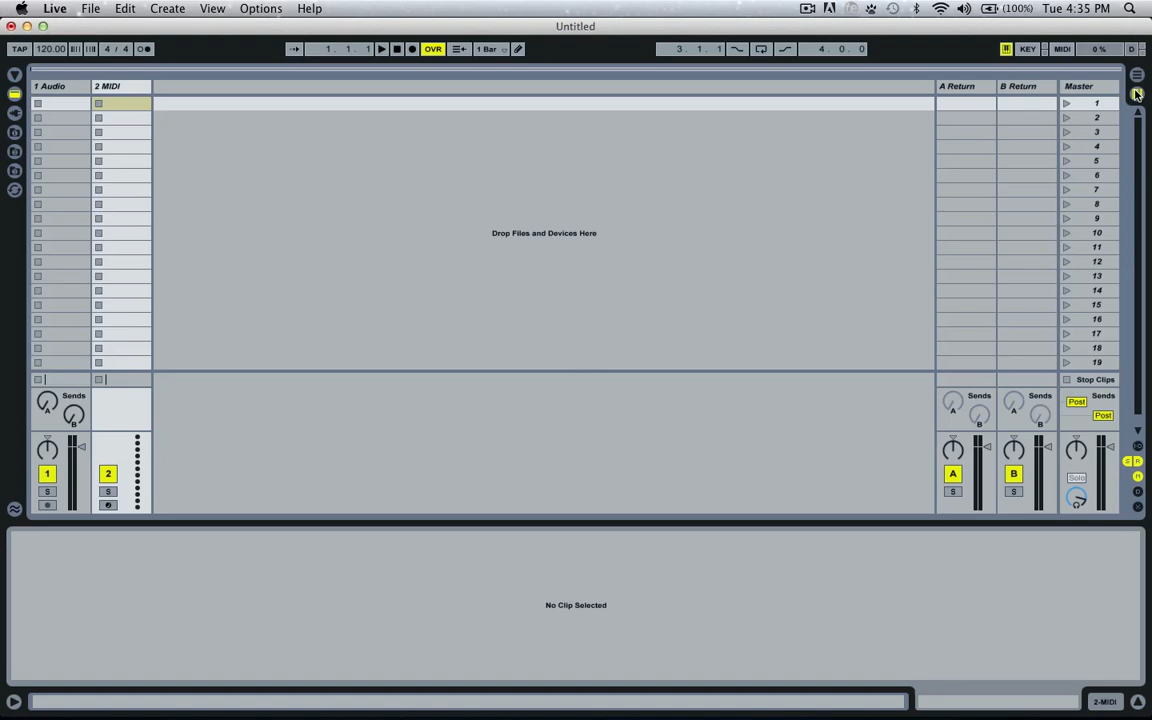 Live File Edit Create View Options Help (100%) Tue 4:35 PM
Untitled
TAP 120.00 4 / 4 1. 1. 1 OVR 1 Bar 3. 1. 1 4. 0. 0 KEY MIDI 0 % D
1 Audio 2 MIDI A Return B Return Master
1
2
3
4
5
6
7
8
9
Drop Files and Devices Here 10
11
12
13
14
15
16
17
18
19
Stop Clips
Sends Sends Sends Sends
A A A Post
B B B Post
1 2 A B Solo
S S S S
S R
D
No Clip Selected
2-MIDI